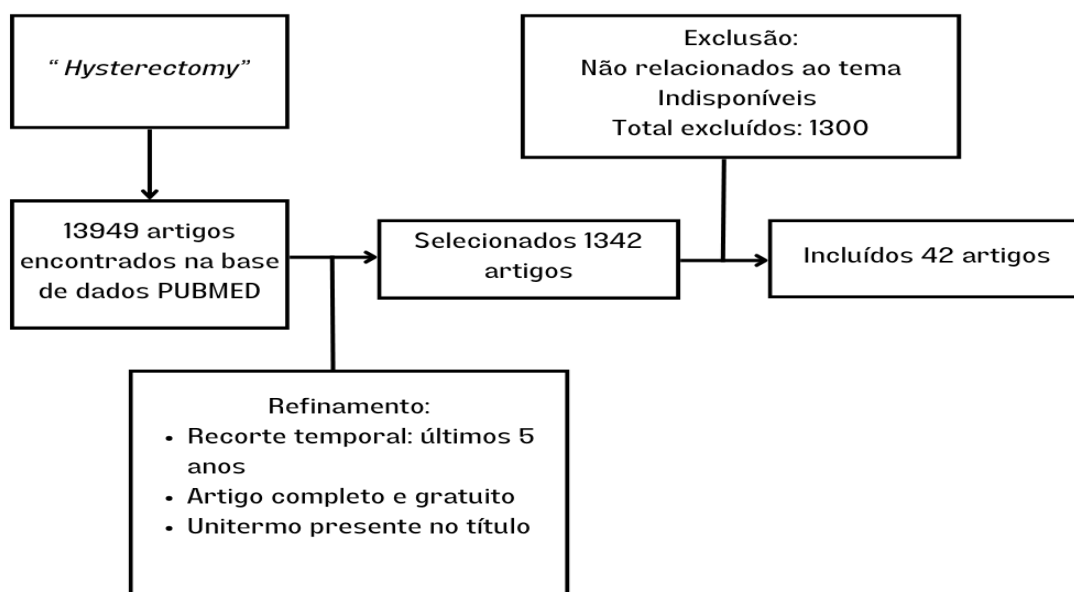 “ Hysterectomy”
Exclusão:
Não relacionados ao tema
Indisponíveis
Total excluídos: 1300
13949 artigos
encontrados na base
de dados PUBMED
Selecionados 1342
artigos
Incluídos 42 artigos
Refinamento:
• Recorte temporal: últimos 5
anos
• Artigo completo e gratuito
• Unitermo presente no título